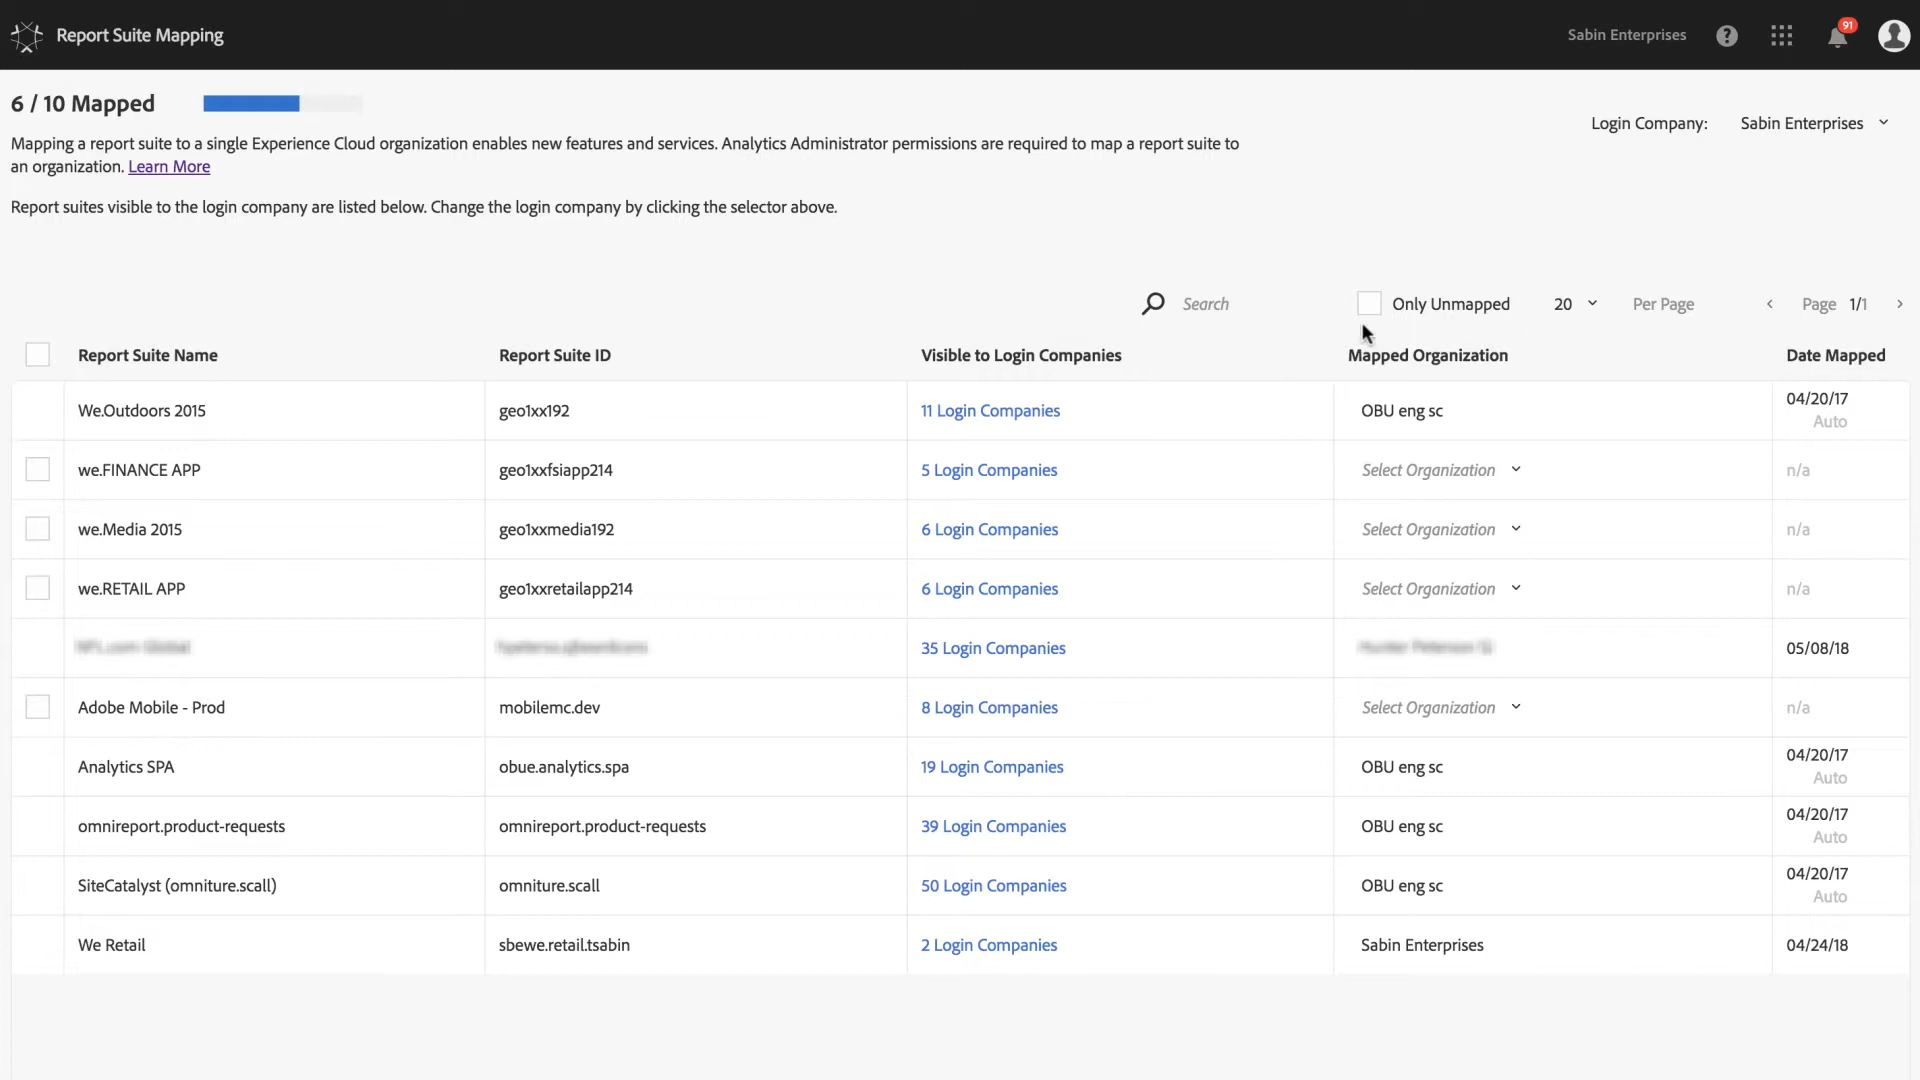 Report Suite Mapping
Sabin Enterprises
?
91
6 / 10 Mapped
Login Company: Sabin Enterprises
Mapping a report suite to a single Experience Cloud organization enables new features and services. Analytics Administrator permissions are required to map a report suite to
an organization. Learn More
Report suites visible to the login company are listed below. Change the login company by clicking the selector above.
Search
Only Unmapped
20
Per Page
Page 1/1
Report Suite Name
Report Suite ID
Visible to Login Companies
Mapped Organization
Date Mapped
We.Outdoors 2015
geo1xx192
11 Login Companies
OBU eng sc
04/20/17
Auto
we.FINANCE APP
geo1xxfsiapp214
5 Login Companies
Select Organization
n/a
we.Media 2015
geo1xxmedia192
6 Login Companies
Select Organization
n/a
we.RETAIL APP
geo1xxretailapp214
6 Login Companies
Select Organization
n/a
35 Login Companies
05/08/18
Adobe Mobile - Prod
mobilemc.dev
8 Login Companies
Select Organization
n/a
Analytics SPA
obue.analytics.spa
19 Login Companies
OBU eng sc
04/20/17
Auto
omnireport.product-requests
omnireport.product-requests
39 Login Companies
OBU eng sc
04/20/17
Auto
SiteCatalyst (omniture.scall)
omniture.scall
50 Login Companies
OBU eng sc
04/20/17
Auto
We Retail
sbewe.retail.tsabin
2 Login Companies
Sabin Enterprises
04/24/18